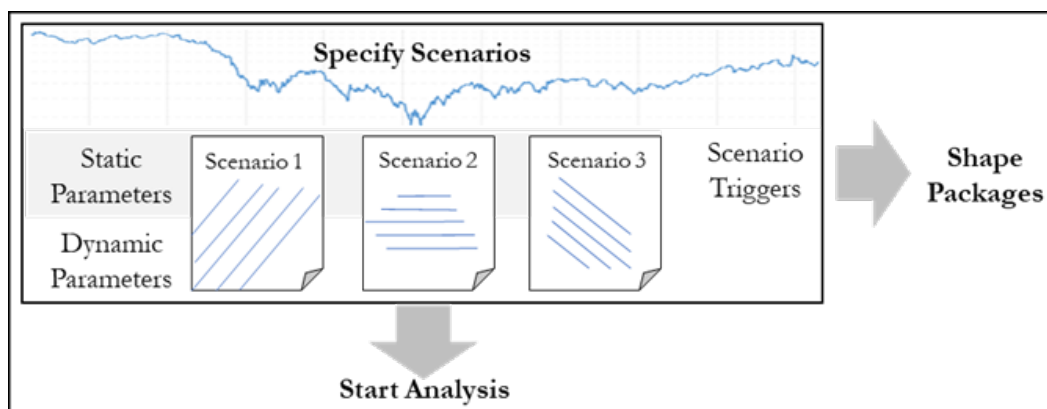 Specify Scenarios
Static
Parameters
Scenario 1
Scenario 2
Scenario 3
Scenario
Triggers
Shape
Packages
Dynamic
Parameters
Start Analysis